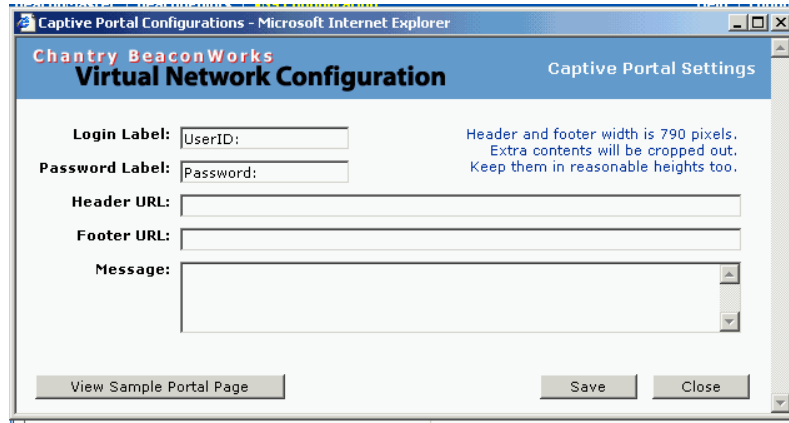 Captive Portal Configurations - Microsoft Internet Explorer
Chantry BeaconWorks
Virtual Network Configuration
Captive Portal Settings
Login Label: UserID:
Header and footer width is 790 pixels.
Extra contents will be cropped out.
Password Label: Password:
Keep them in reasonable heights too.
Header URL:
Footer URL:
Message:
View Sample Portal Page
Save
Close